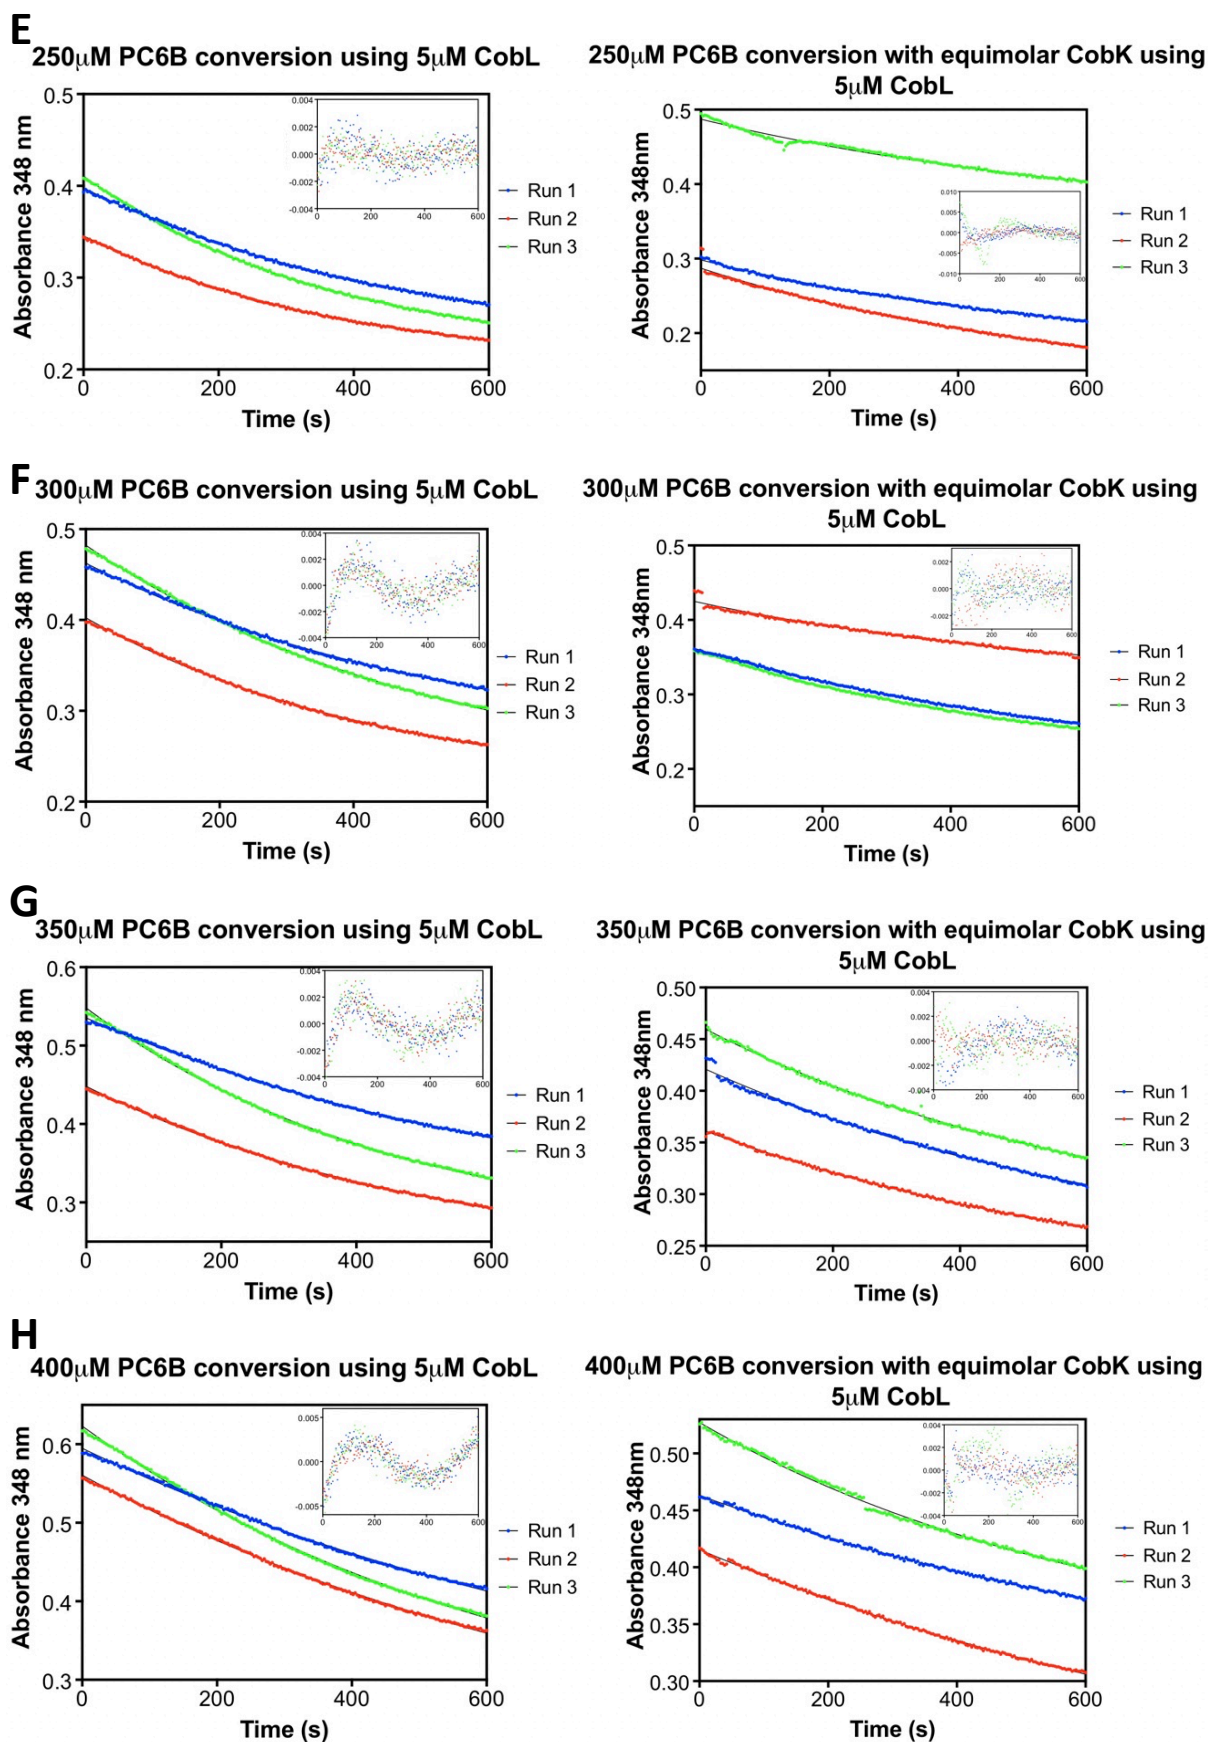 E
250μM PC6B conversion using 5μM CobL
0.5
0.4
0.3
0.2
Absorbance 348 nm
0 200 400 600
Time (s)
0.004
0.002
0.000
-0.002
-0.004
0 200 400 600
Run 1
Run 2
Run 3
250μM PC6B conversion with equimolar CobK using
5μM CobL
0.5
0.4
0.3
0.2
Absorbance 348nm
0 200 400 600
Time (s)
0.010
0.005
0.000
-0.005
-0.010
0 200 400 600
Run 1
Run 2
Run 3
F
300μM PC6B conversion using 5μM CobL
0.5
0.4
0.3
0.2
Absorbance 348 nm
0 200 400 600
Time (s)
0.004
0.002
0.000
-0.002
-0.004
0 200 400 600
Run 1
Run 2
Run 3
300μM PC6B conversion with equimolar CobK using
5μM CobL
0.5
0.4
0.3
0.2
Absorbance 348nm
0 200 400 600
Time (s)
0.002
0.000
-0.002
0 200 400 600
Run 1
Run 2
Run 3
G
350μM PC6B conversion using 5μM CobL
0.6
0.5
0.4
0.3
Absorbance 348 nm
0 200 400 600
Time (s)
0.004
0.002
0.000
-0.002
-0.004
0 200 400 600
Run 1
Run 2
Run 3
350μM PC6B conversion with equimolar CobK using
5μM CobL
0.50
0.45
0.40
0.35
0.30
0.25
Absorbance 348nm
0 200 400 600
Time (s)
0.004
0.002
0.000
-0.002
-0.004
0 200 400 600
Run 1
Run 2
Run 3
H
400μM PC6B conversion using 5μM CobL
0.6
0.5
0.4
0.3
Absorbance 348 nm
0 200 400 600
Time (s)
0.005
0.000
-0.005
0 200 400 600
Run 1
Run 2
Run 3
400μM PC6B conversion with equimolar CobK using
5μM CobL
0.50
0.45
0.40
0.35
0.30
Absorbance 348nm
0 200 400 600
Time (s)
0.004
0.002
0.000
-0.002
-0.004
0 200 400 600
Run 1
Run 2
Run 3